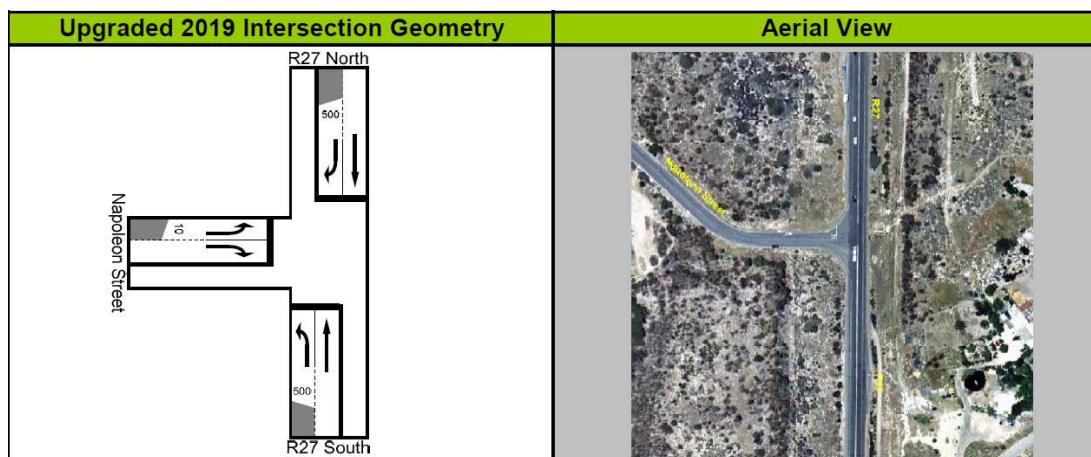 Upgraded 2019 Intersection Geometry
Aerial View
R27 North
500
Napoleon Street
10
500
R27 South
R27
Napoleon Street